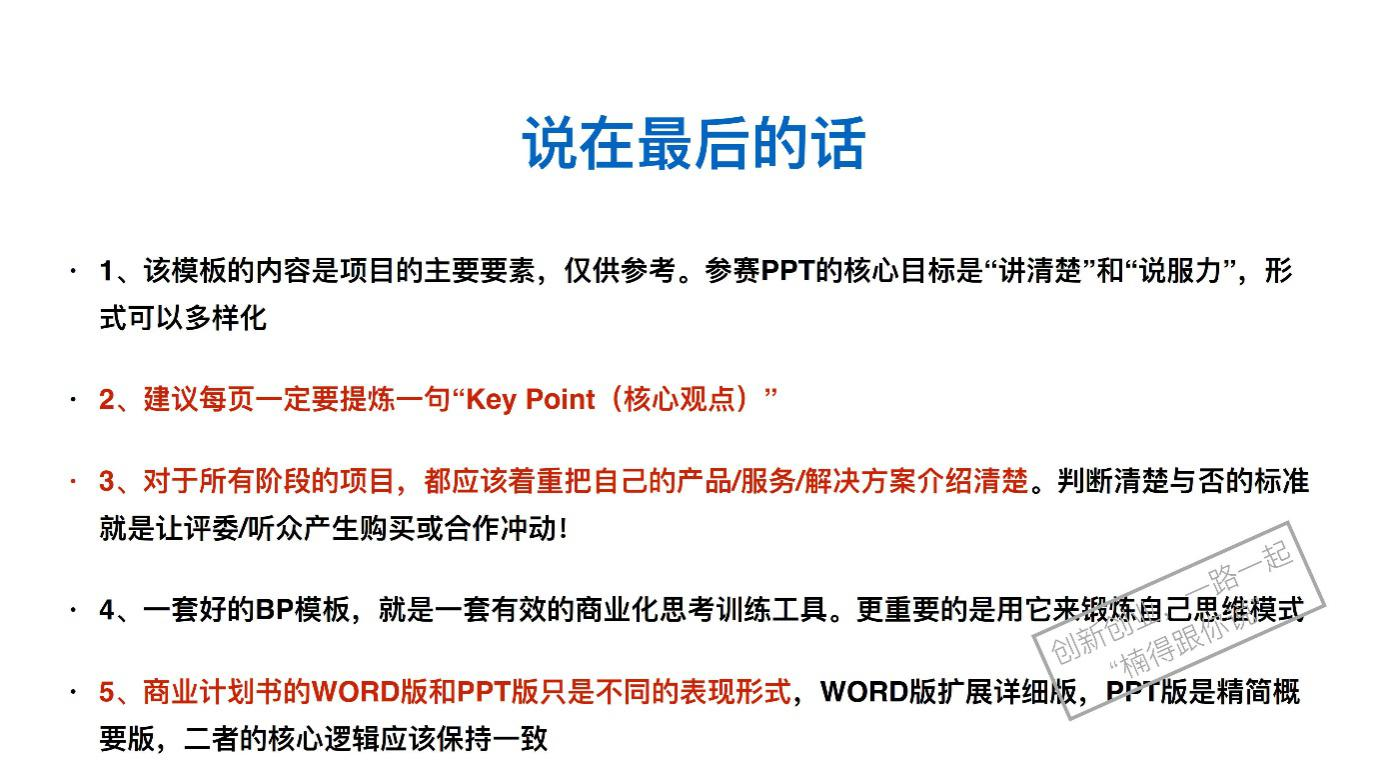 说在最后的话
· 1、该模板的内容是项目的主要要素，仅供参考。参赛PPT的核心目标是“讲清楚”和“说服力”，形
式可以多样化
· 2、建议每页一定要提炼一句“Key Point（核心观点）”
· 3、对于所有阶段的项目，都应该着重把自己的产品/服务/解决方案介绍清楚。判断清楚与否的标准
就是让评委/听众产生购买或合作冲动！
· 4、一套好的BP模板，就是一套有效的商业化思考训练工具。更重要的是用它来锻炼自己思维模式
· 5、商业计划书的WORD版和PPT版只是不同的表现形式，WORD版扩展详细版，PPT版是精简概
要版，二者的核心逻辑应该保持一致
创新创业，一路一起
“楠得跟你说”